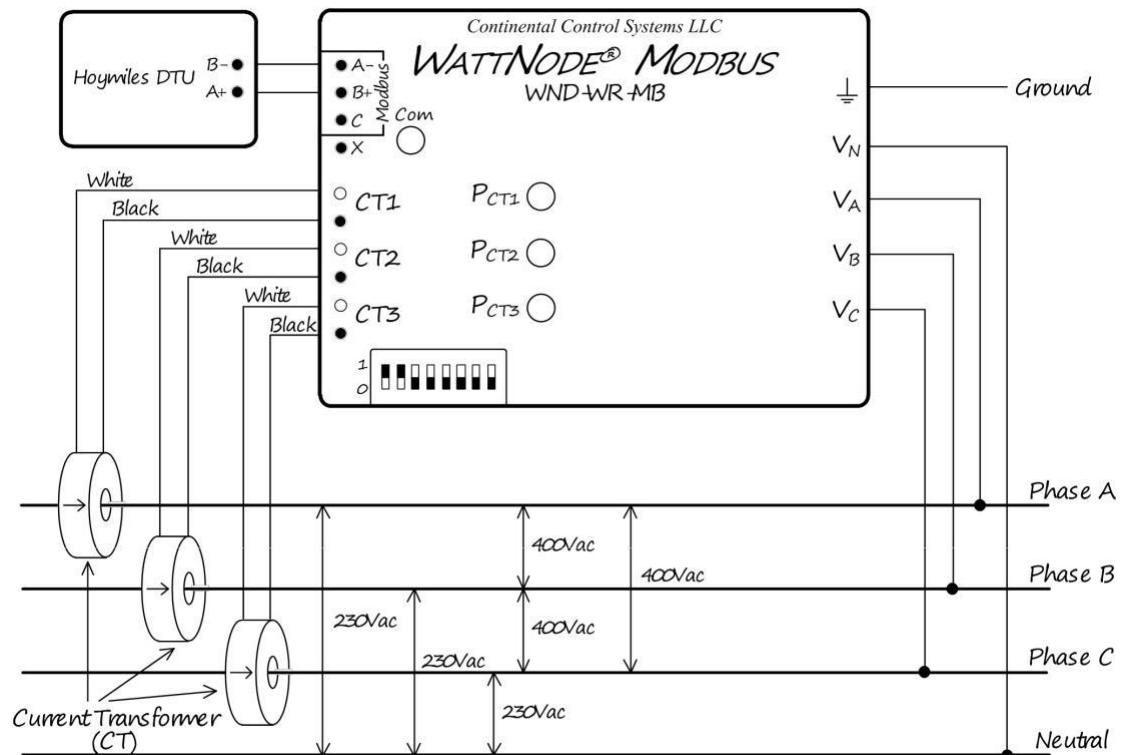 Continental Control Systems LLC
WATTNODE® MODBUS
WND-WR-MB
Hoymiles DTU
B-
A+
A-
B+
C
X
Modbus
Com
Ground
VN
VA
VB
VC
White
Black
CT1
PCT1
White
Black
CT2
PCT2
White
Black
CT3
PCT3
1
0
Phase A
400Vac
400Vac
Phase B
230Vac
400Vac
230Vac
Phase C
230Vac
Current Transformer
(CT)
Neutral